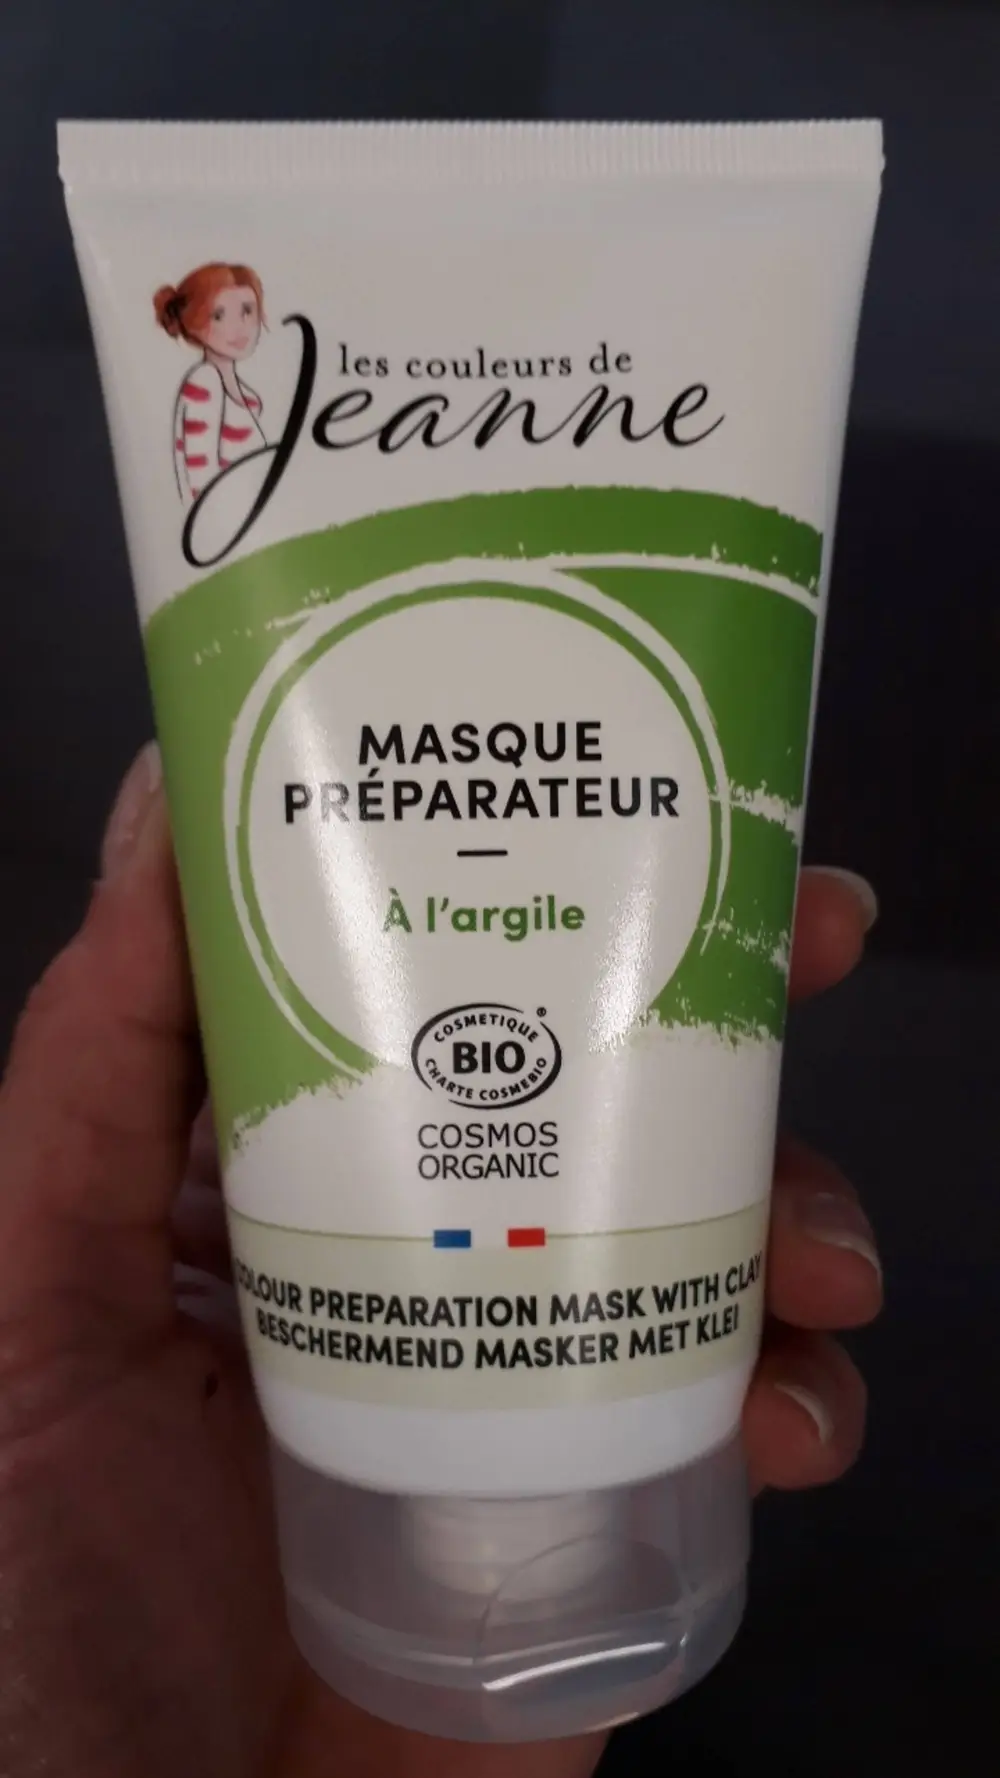 les couleurs de
Jeanne
MASQUE
PRÉPARATEUR
À l'argile
COSMETIQUE ®
BIO
CHARTE COSMEBIO
COSMOS
ORGANIC
COLOUR PREPARATION MASK WITH CLAY
BESCHERMEND MASKER MET KLEI